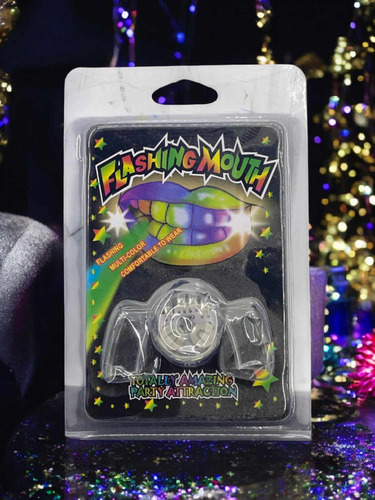 FLASHING MOUTH
FLASHING
MULTI-COLOR
COMFORTABLE TO WEAR
TOTALLY AMAZING
PARTY ATTRACTION